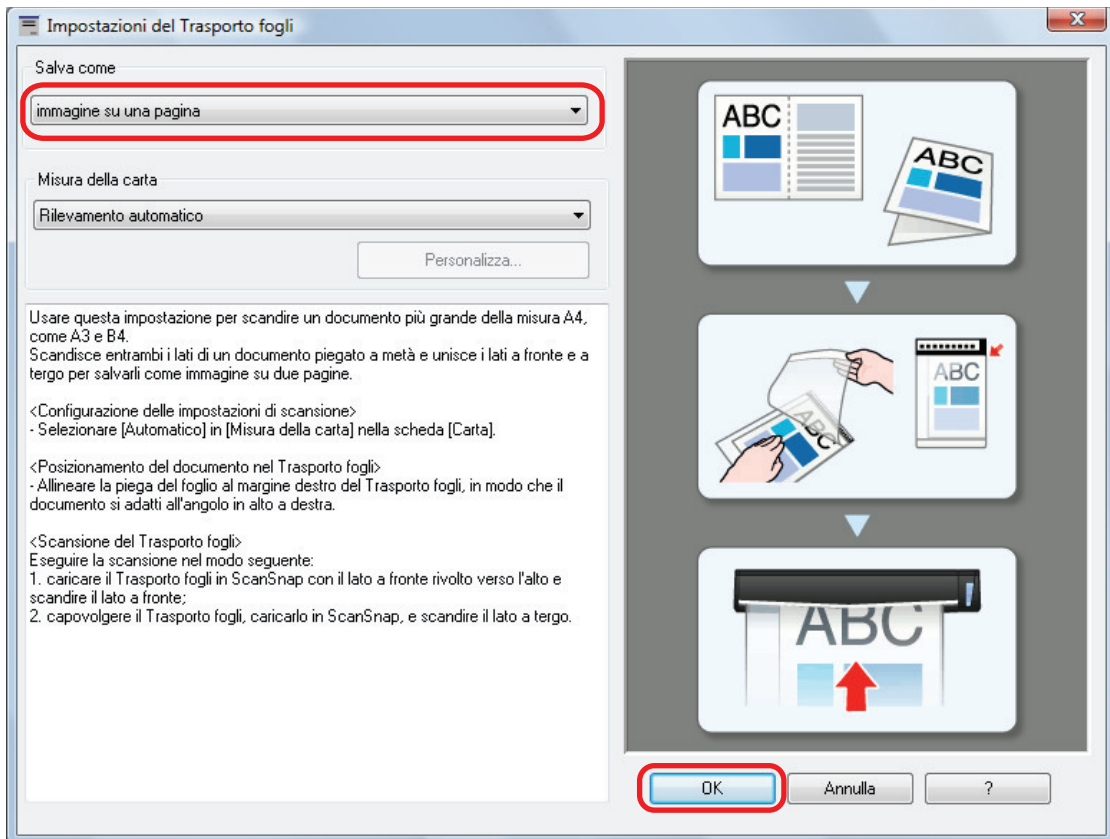 Impostazioni del Trasporto fogli
Salva come
immagine su una pagina
Misura della carta
Rilevamento automatico
Personalizza...
Usare questa impostazione per scandire un documento più grande della misura A4,
come A3 e B4.
Scandisce entrambi i lati di un documento piegato a metà e unisce i lati a fronte e a
tergo per salvarli come immagine su due pagine.
<Configurazione delle impostazioni di scansione>
- Selezionare [Automatico] in [Misura della carta] nella scheda [Carta].
<Posizionamento del documento nel Trasporto fogli>
- Allineare la piega del foglio al margine destro del Trasporto fogli, in modo che il
documento si adatti all'angolo in alto a destra.
<Scansione del Trasporto fogli>
Eseguire la scansione nel modo seguente:
1. caricare il Trasporto fogli in ScanSnap con il lato a fronte rivolto verso l'alto e
scandire il lato a fronte;
2. capovolgere il Trasporto fogli, caricarlo in ScanSnap, e scandire il lato a tergo.
ABC
ABC
ABC
ABC
ABC
OK
Annulla
?